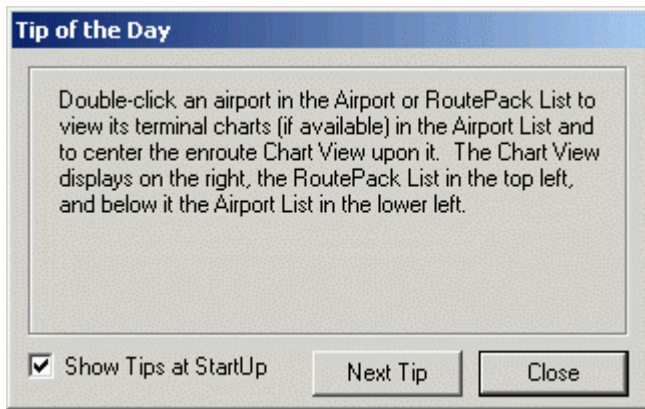 Tip of the Day
Double-click an airport in the Airport or RoutePack List to
view its terminal charts (if available) in the Airport List and
to center the enroute Chart View upon it.  The Chart View
displays on the right, the RoutePack List in the top left,
and below it the Airport List in the lower left.
Show Tips at StartUp
Next Tip
Close